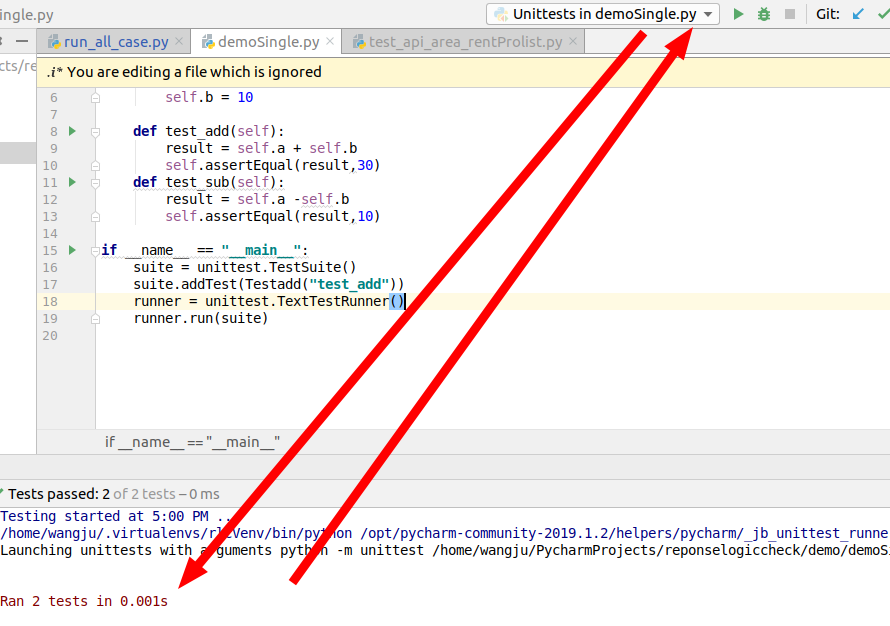 ingle.py
Unittests in demoSingle.py
Git:
run_all_case.py
demoSingle.py
test_api_area_rentProlist.py
cts/re
.i* You are editing a file which is ignored
6 self.b = 10
7
8 def test_add(self):
9 result = self.a + self.b
10 self.assertEqual(result,30)
11 def test_sub(self):
12 result = self.a -self.b
13 self.assertEqual(result,10)
14
15 if __name__ == "__main__":
16 suite = unittest.TestSuite()
17 suite.addTest(Testadd("test_add"))
18 runner = unittest.TextTestRunner()
19 runner.run(suite)
20
if __name__ == "__main__"
Tests passed: 2 of 2 tests – 0 ms
Testing started at 5:00 PM ..
/home/wangju/.virtualenvs/ /bin/python /opt/pycharm-community-2019.1.2/helpers/pycharm/_jb_unittest_runne
Launching unittests with arguments python -m unittest /home/wangju/PycharmProjects/reponselogiccheck/demo/demoSi
Ran 2 tests in 0.001s